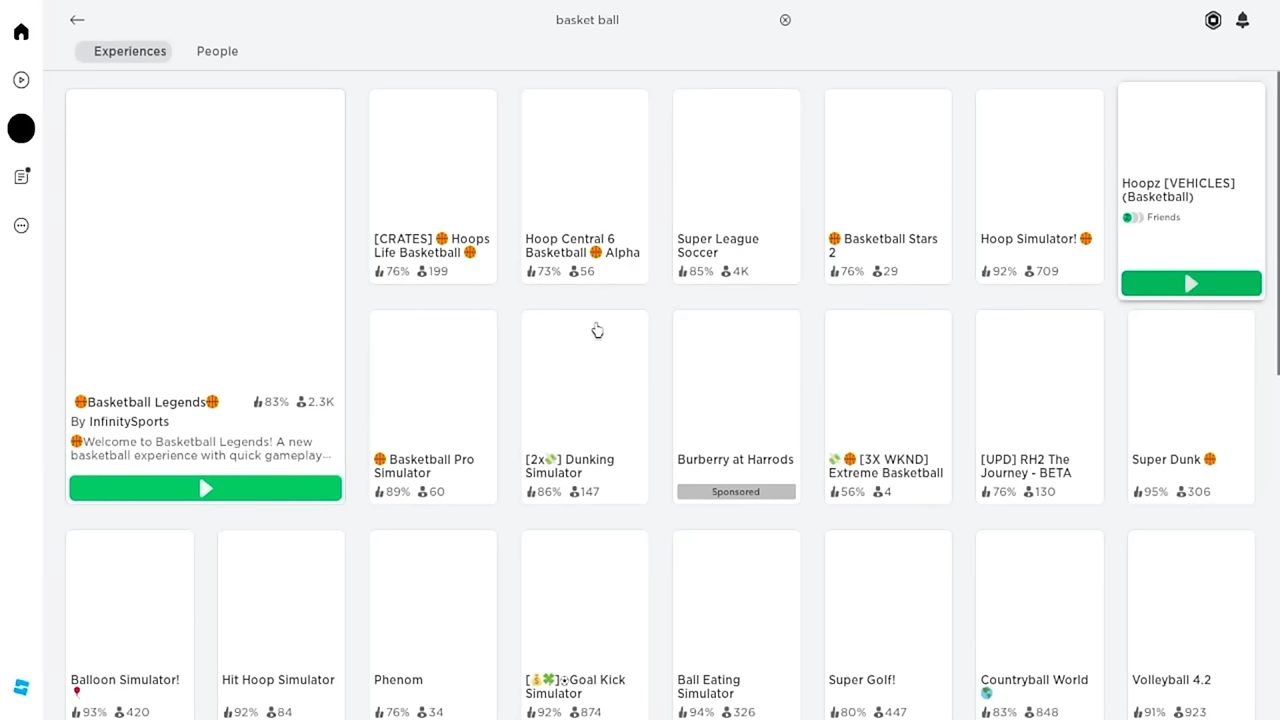 basket ball
Experiences People
Hoopz [VEHICLES]
(Basketball)
Friends
[CRATES] 🏀 Hoops
Life Basketball 🏀
76% 199
Hoop Central 6
Basketball 🏀 Alpha
73% 56
Super League
Soccer
85% 4K
🏀 Basketball Stars
2
76% 29
Hoop Simulator! 🏀
92% 709
🏀Basketball Legends🏀 83% 2.3K
By InfinitySports
🏀Welcome to Basketball Legends! A new
basketball experience with quick gameplay...
🏀 Basketball Pro
Simulator
89% 60
[2x💸] Dunking
Simulator
86% 147
Burberry at Harrods
Sponsored
💸🏀 [3X WKND]
Extreme Basketball
56% 4
[UPD] RH2 The
Journey - BETA
76% 130
Super Dunk 🏀
95% 306
Balloon Simulator!
🎈
93% 420
Hit Hoop Simulator
92% 84
Phenom
76% 34
[💰🍀]⚽Goal Kick
Simulator
92% 874
Ball Eating
Simulator
94% 326
Super Golf!
80% 447
Countryball World
🌎
83% 848
Volleyball 4.2
91% 923